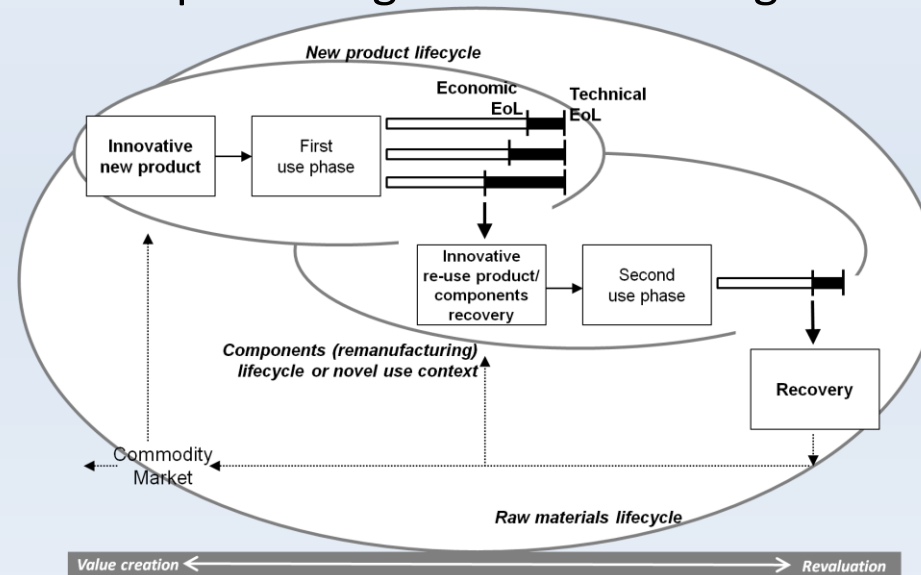 New product lifecycle
Economic
EoL
Technical
EoL
Innovative
new product
First
use phase
Innovative
re-use product/
components
recovery
Second
use phase
Components (remanufacturing)
lifecycle or novel use context
Recovery
Commodity
Market
Raw materials lifecycle
Value creation
Revaluation